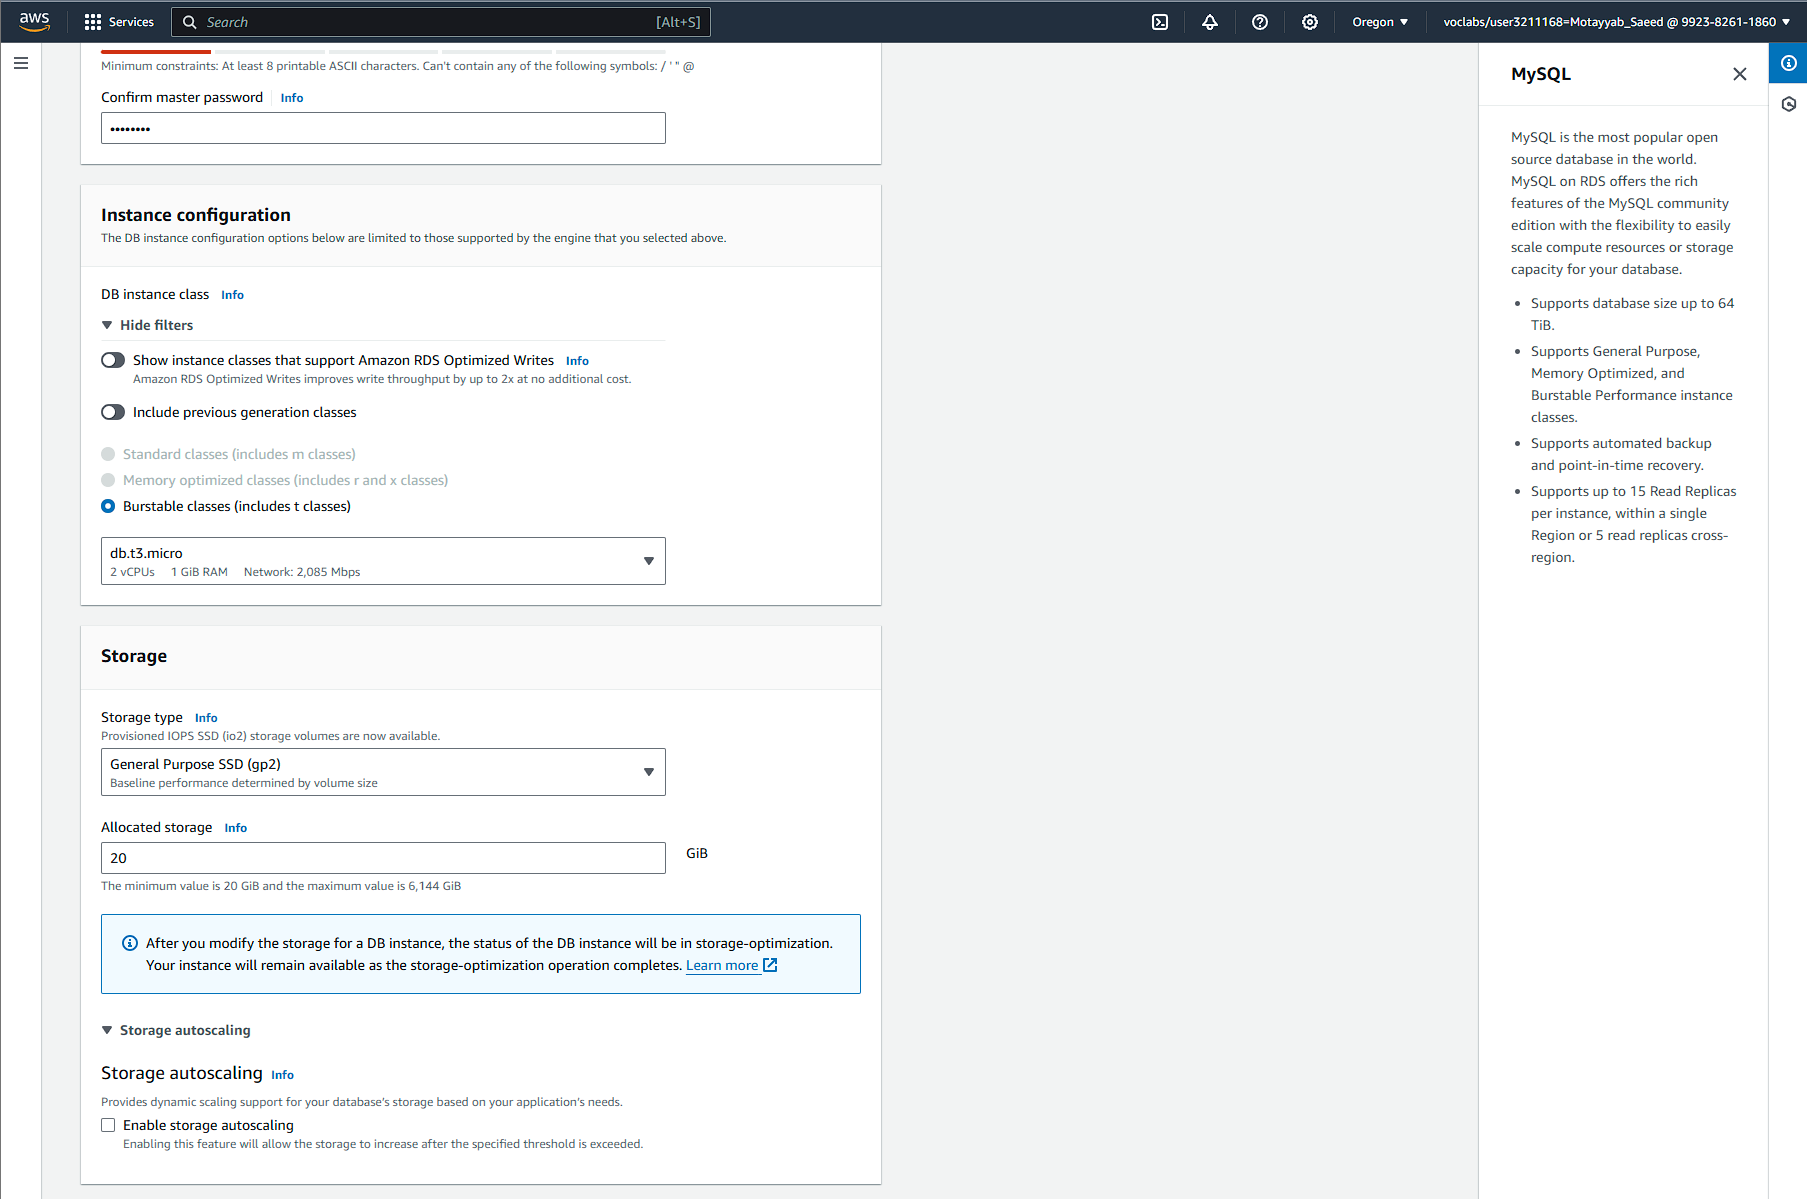 aws
Services
Search
[Alt+S]
Oregon
voclabs/user3211168=Motayyab_Saeed @ 9923-8261-1860
Minimum constraints: At least 8 printable ASCII characters. Can't contain any of the following symbols: / ' " @
Confirm master password Info
••••••••
Instance configuration
The DB instance configuration options below are limited to those supported by the engine that you selected above.
DB instance class Info
Hide filters
Show instance classes that support Amazon RDS Optimized Writes Info
Amazon RDS Optimized Writes improves write throughput by up to 2x at no additional cost.
Include previous generation classes
Standard classes (includes m classes)
Memory optimized classes (includes r and x classes)
Burstable classes (includes t classes)
db.t3.micro
2 vCPUs 1 GiB RAM Network: 2,085 Mbps
Storage
Storage type Info
Provisioned IOPS SSD (io2) storage volumes are now available.
General Purpose SSD (gp2)
Baseline performance determined by volume size
Allocated storage Info
20
GiB
The minimum value is 20 GiB and the maximum value is 6,144 GiB
After you modify the storage for a DB instance, the status of the DB instance will be in storage-optimization.
Your instance will remain available as the storage-optimization operation completes. Learn more
Storage autoscaling
Storage autoscaling Info
Provides dynamic scaling support for your database's storage based on your application's needs.
Enable storage autoscaling
Enabling this feature will allow the storage to increase after the specified threshold is exceeded.
MySQL
MySQL is the most popular open
source database in the world.
MySQL on RDS offers the rich
features of the MySQL community
edition with the flexibility to easily
scale compute resources or storage
capacity for your database.
• Supports database size up to 64
TiB.
• Supports General Purpose,
Memory Optimized, and
Burstable Performance instance
classes.
• Supports automated backup
and point-in-time recovery.
• Supports up to 15 Read Replicas
per instance, within a single
Region or 5 read replicas cross-
region.